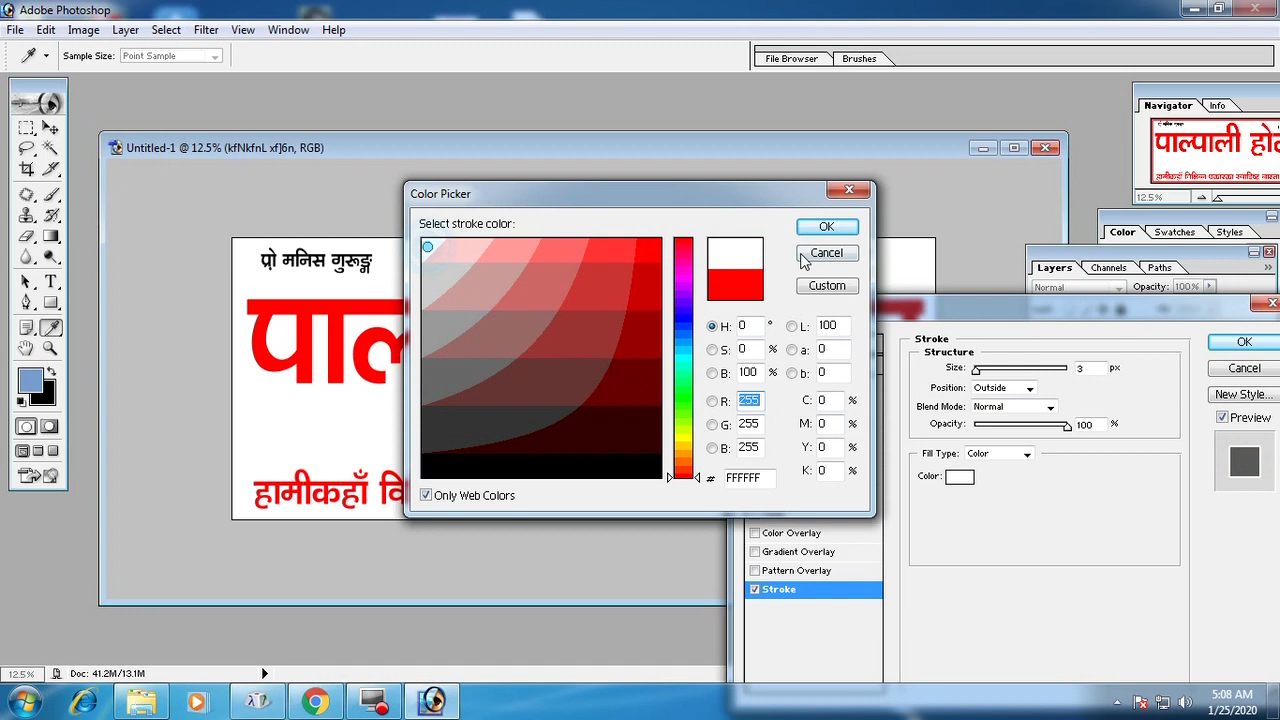 Adobe Photoshop
File Edit Image Layer Select Filter View Window Help
Sample Size: Point Sample
File Browser Brushes
Untitled-1 @ 12.5% (kfNkfnL xf]6n, RGB)
Navigator Info
पाल्पाली
12.5%
Color Swatches Styles
Layers Channels Paths
Normal Opacity: 100%
प्रो मनिस गुरूङ्ग
हामीकहाँ
Color Picker
Select stroke color:
OK
Cancel
Custom
H: 0 ° L: 100
S: 0 % a: 0
B: 100 % b: 0
R: 255 C: 0 %
G: 255 M: 0 %
B: 255 Y: 0 %
# FFFFFF K: 0 %
Only Web Colors
Stroke
Structure
Size: 3 px
Position: Outside
Blend Mode: Normal
Opacity: 100 %
Fill Type: Color
Color:
OK
Cancel
New Style...
Preview
Color Overlay
Gradient Overlay
Pattern Overlay
Stroke
12.5% Doc: 41.2M/13.1M
5:08 AM
1/25/2020